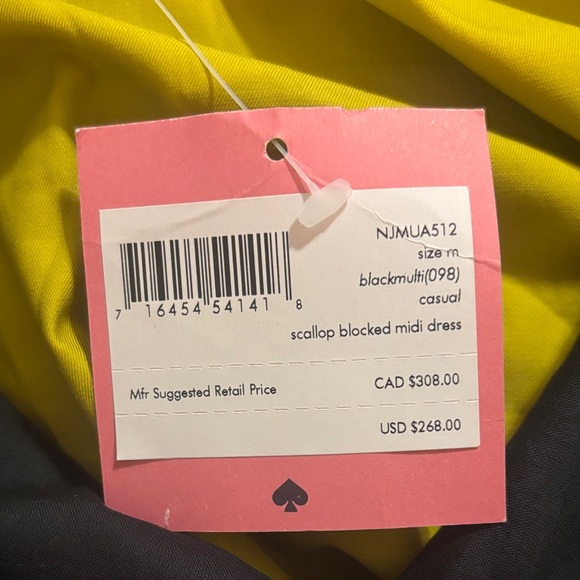 NJMUA512
size m
blackmulti(098)
casual
7 16454 54141 8
scallop blocked midi dress
Mfr Suggested Retail Price CAD $308.00
USD $268.00